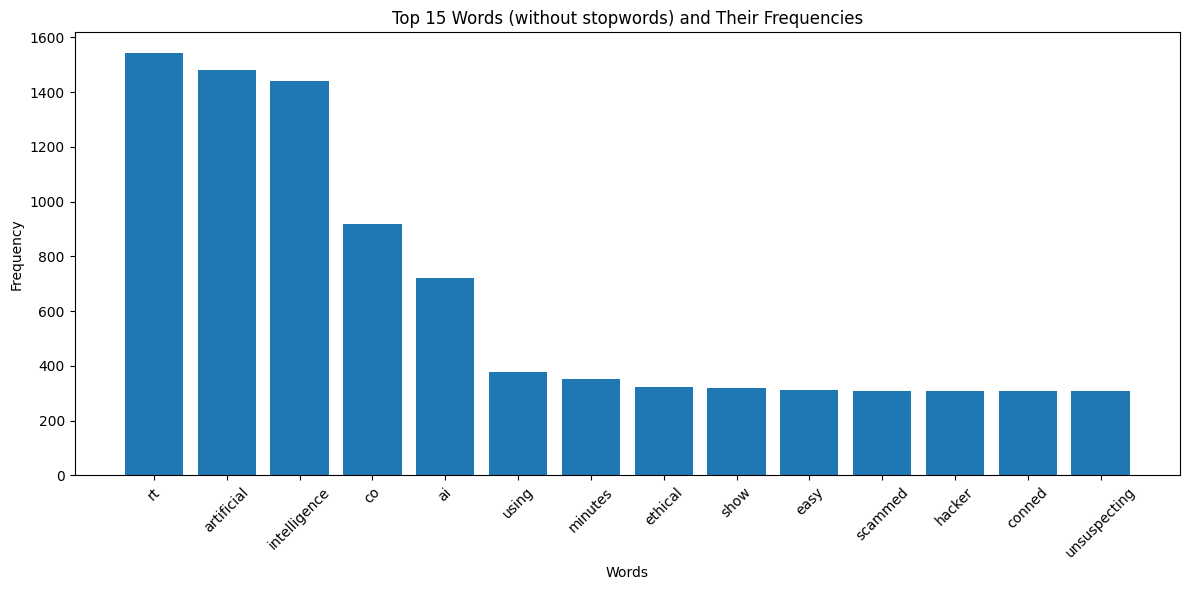 Top 15 Words (without stopwords) and Their Frequencies
Frequency
1600
1400
1200
1000
800
600
400
200
0
rt
artificial
intelligence
co
ai
using
minutes
ethical
show
easy
scammed
hacker
conned
unsuspecting
Words